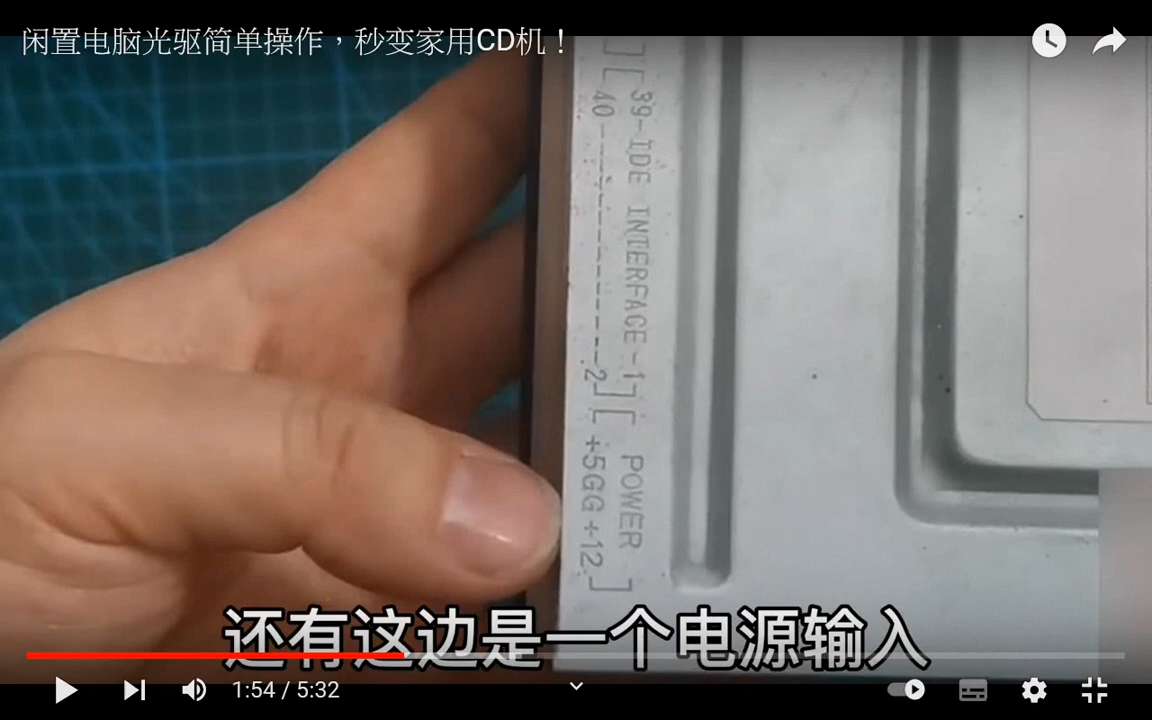 闲置电脑光驱简单操作，秒变家用CD机！
][39-IDE INTERFACE-1][ POWER ]
40-----------2][+5GG+12.]
还有这边是一个电源输入
1:54 / 5:32